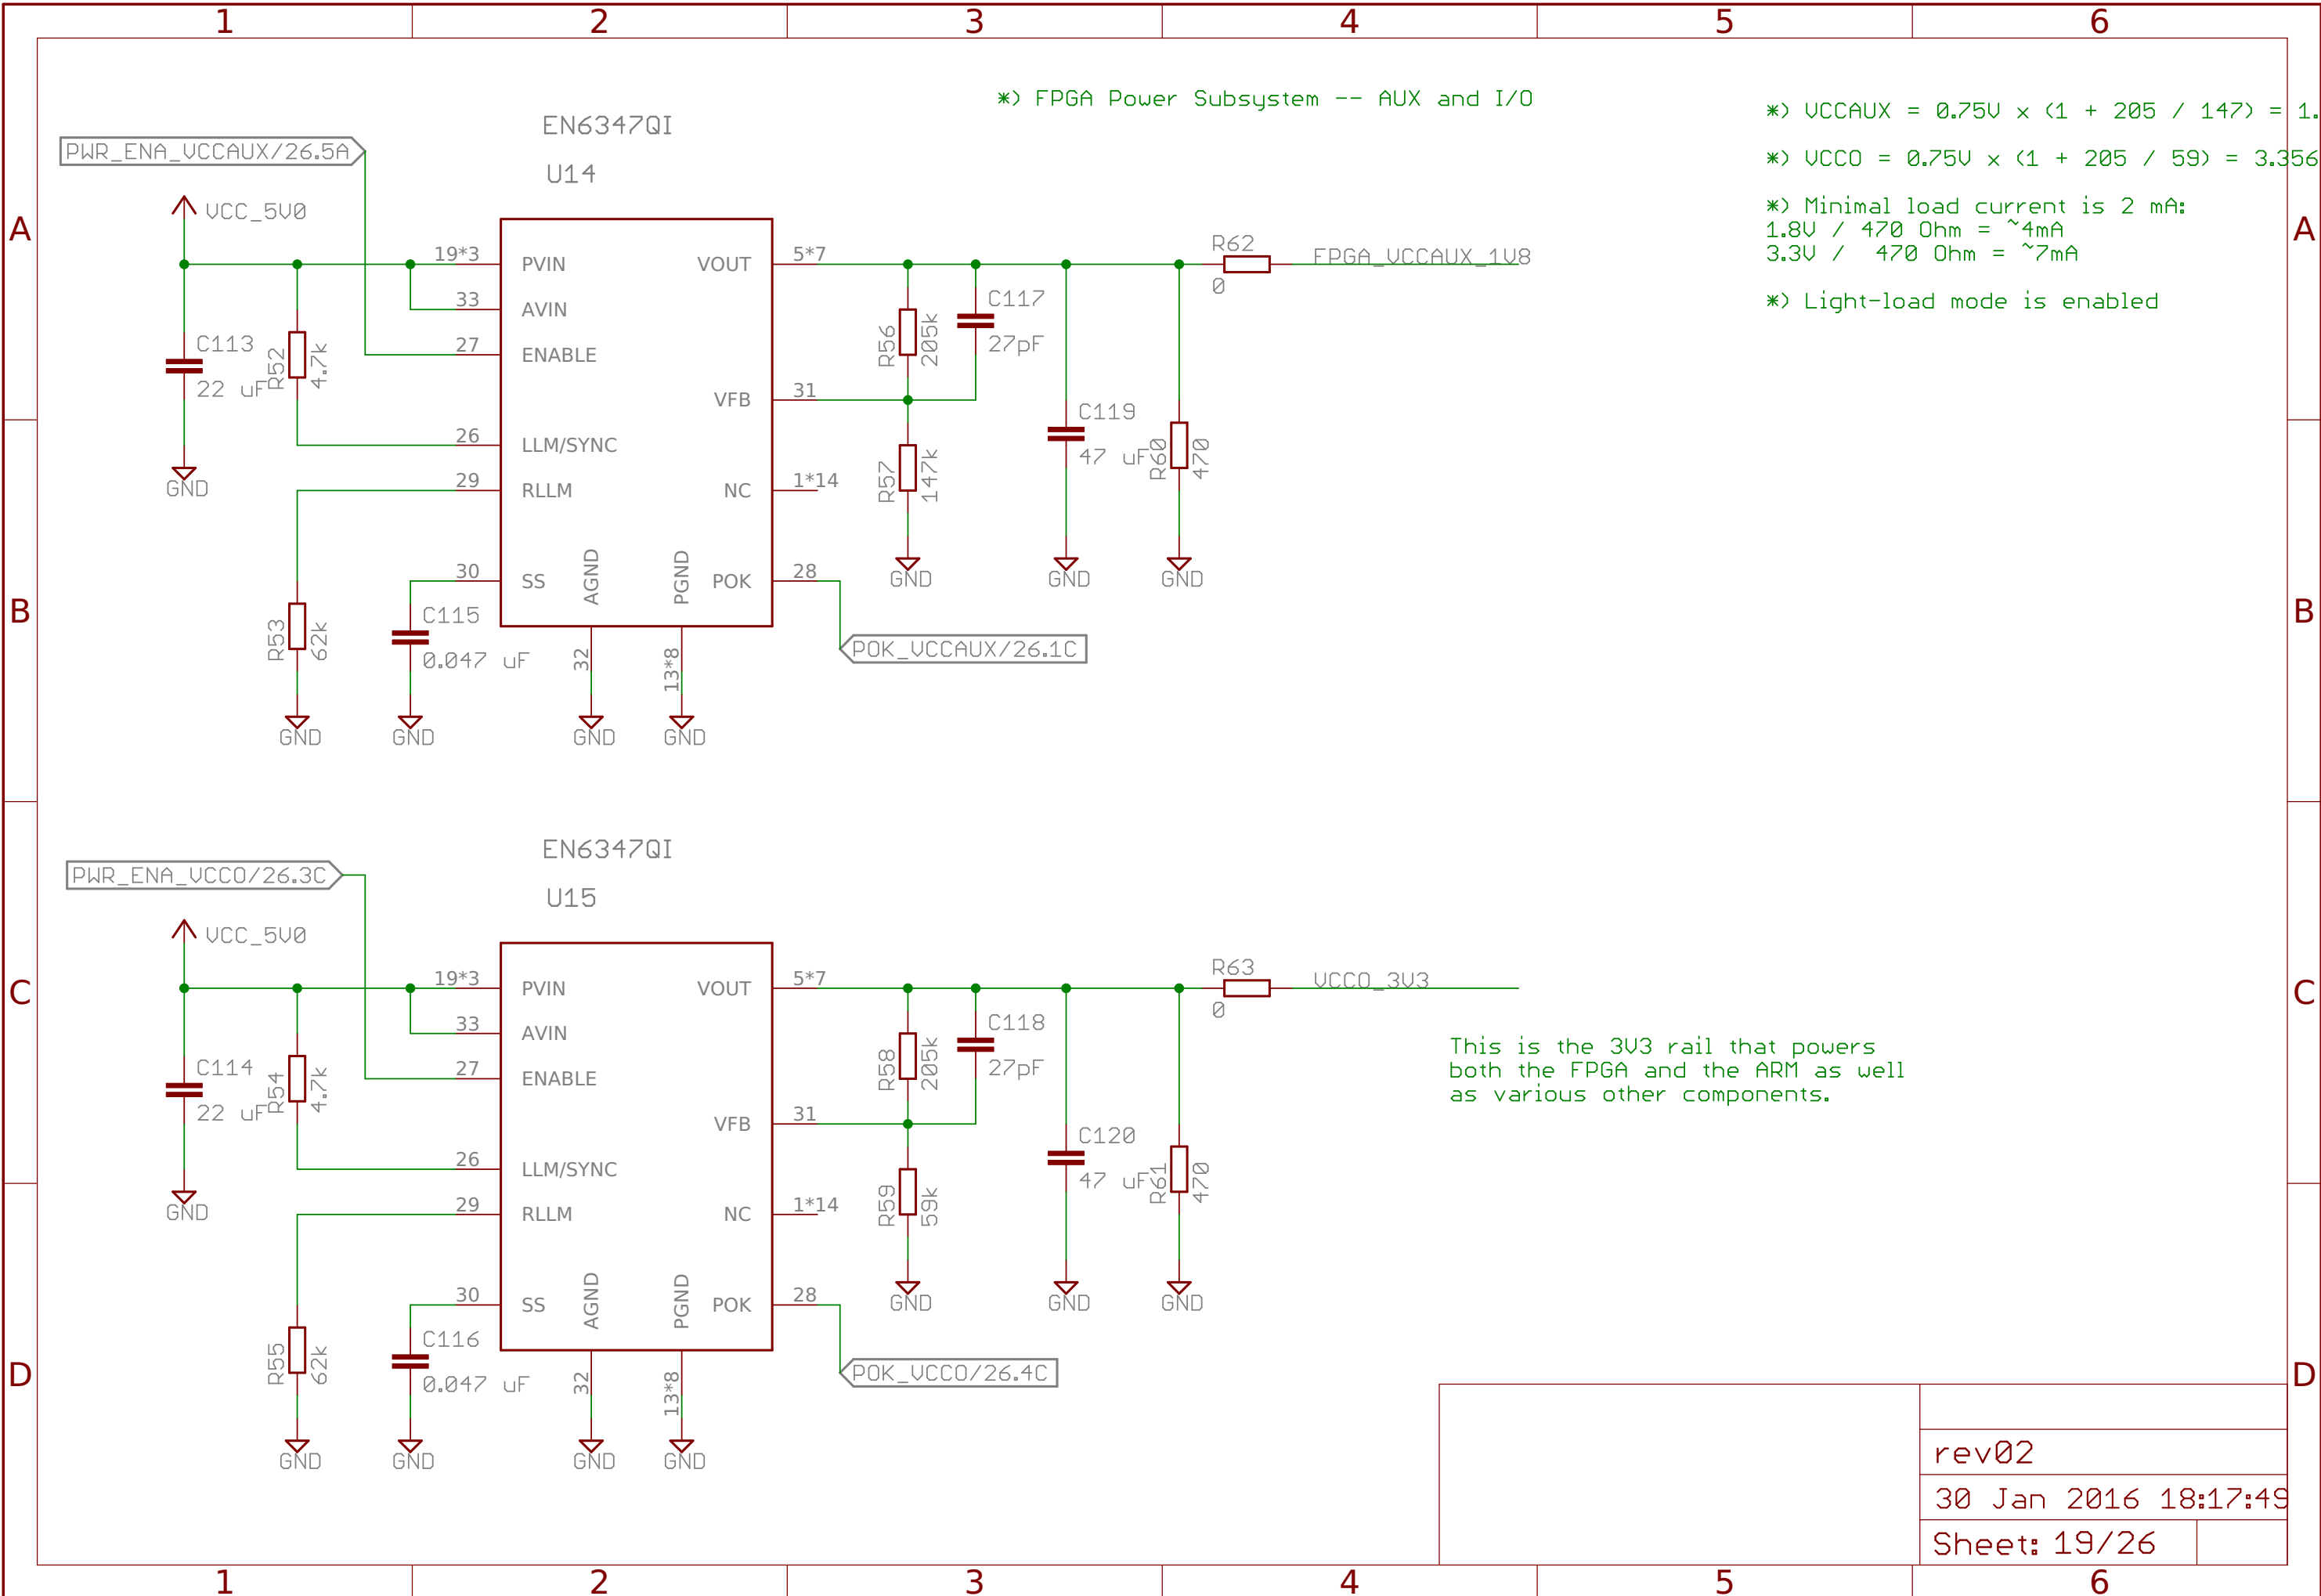 1 2 3 4 5 6
*) FPGA Power Subsystem -- AUX and I/O
*) VCCAUX = 0.75V x (1 + 205 / 147) = 1.
*) VCCO = 0.75V x (1 + 205 / 59) = 3.356
*) Minimal load current is 2 mA:
1.8V / 470 Ohm = ~4mA
3.3V / 470 Ohm = ~7mA
*) Light-load mode is enabled
A
A
EN6347QI
U14
PWR_ENA_VCCAUX/26.5A
VCC_5V0
19*3
PVIN
VOUT
5*7
R62
0
FPGA_VCCAUX_1V8
33
AVIN
27
ENABLE
C113
22 uF
R52
4.7k
R56
205k
C117
27pF
VFB
31
26
LLM/SYNC
C119
47 uF
R60
470
29
RLLM
NC
1*14
R57
147k
GND
30
SS
AGND
PGND
POK
28
GND
GND
GND
B
B
R53
62k
C115
0.047 uF
32
13*8
POK_VCCAUX/26.1C
GND
GND
GND
GND
EN6347QI
U15
PWR_ENA_VCCO/26.3C
VCC_5V0
C
C
19*3
PVIN
VOUT
5*7
R63
0
VCCO_3V3
33
AVIN
27
ENABLE
C114
22 uF
R54
4.7k
R58
205k
C118
27pF
This is the 3V3 rail that powers
both the FPGA and the ARM as well
as various other components.
VFB
31
26
LLM/SYNC
C120
47 uF
R61
470
29
RLLM
NC
1*14
R59
59k
GND
30
SS
AGND
PGND
POK
28
GND
GND
GND
D
D
R55
62k
C116
0.047 uF
32
13*8
POK_VCCO/26.4C
GND
GND
GND
GND
rev02
30 Jan 2016 18:17:49
Sheet: 19/26
1 2 3 4 5 6